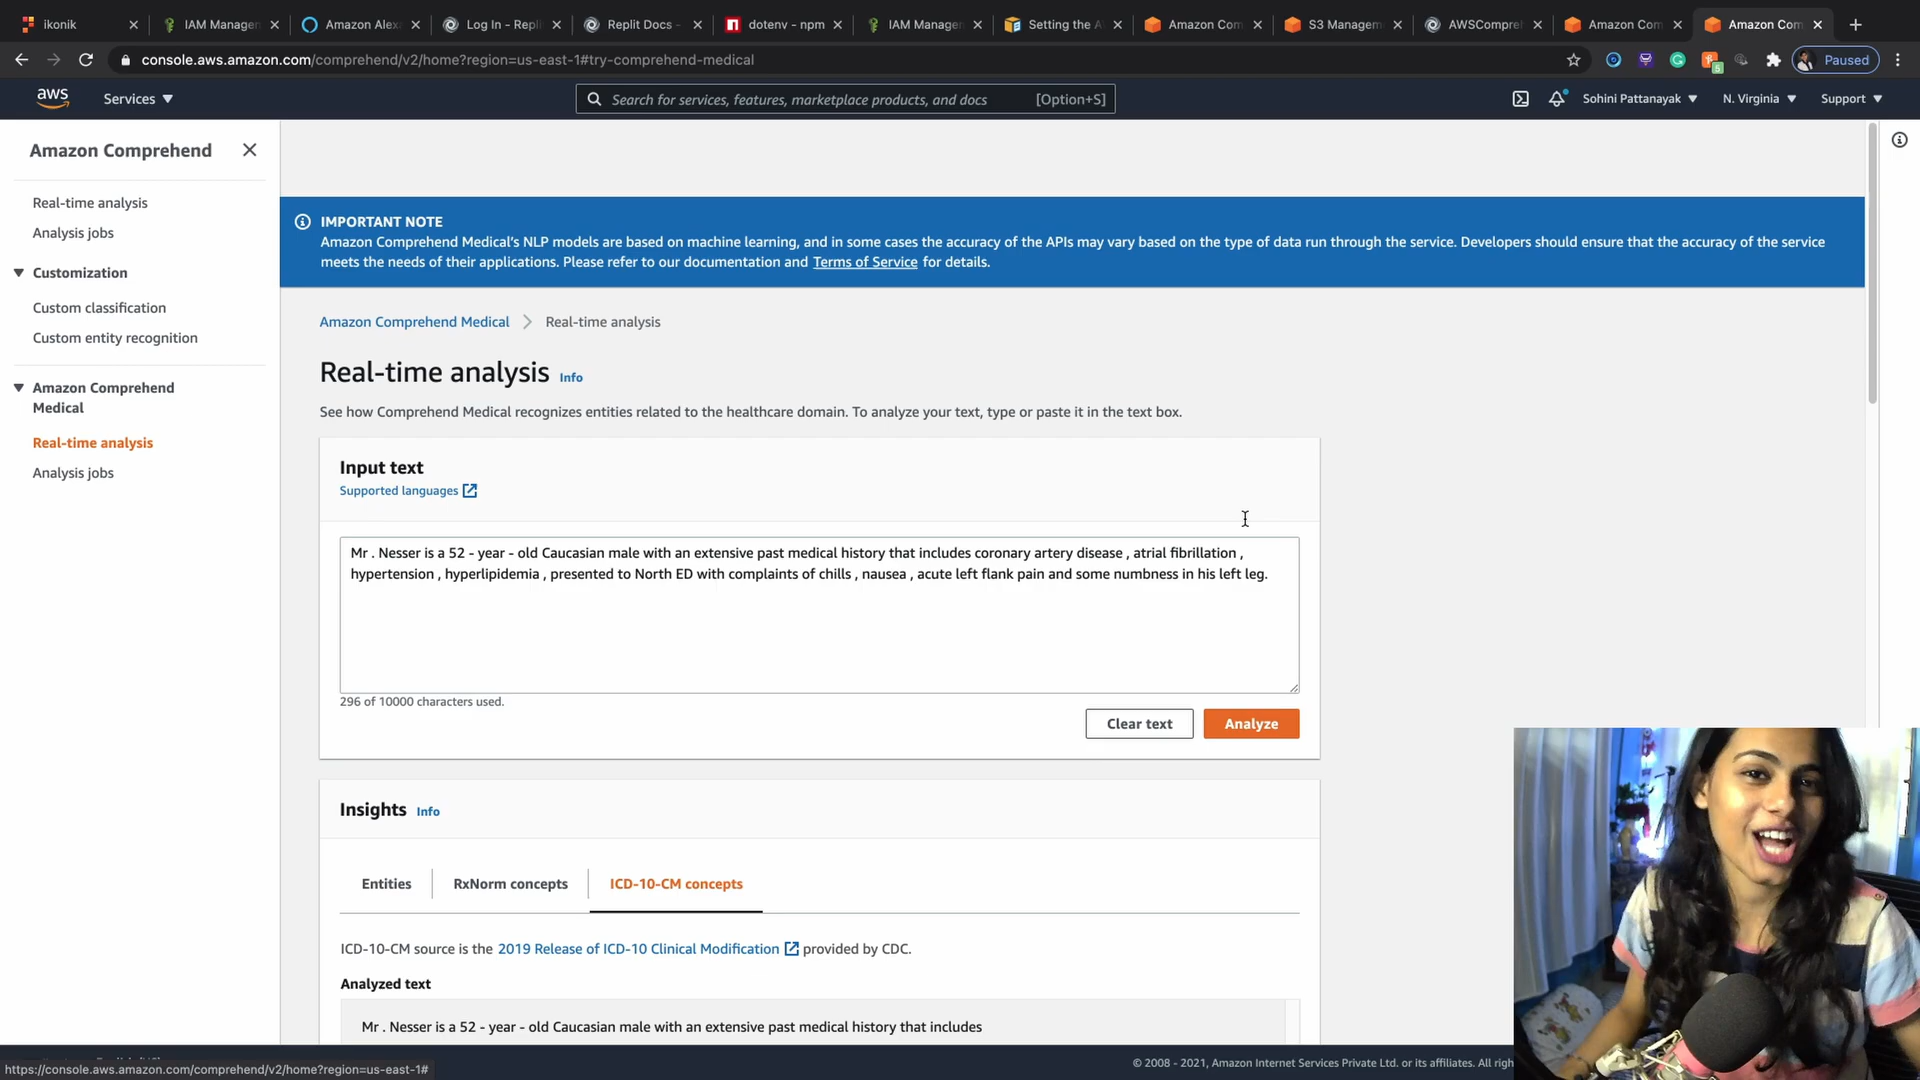 ikonik
IAM Manage
Amazon Alex
Log In - Repli
Replit Docs -
dotenv - npm
IAM Manage
Setting the A
Amazon Com
S3 Managem
AWSCompre
Amazon Com
Amazon Com
console.aws.amazon.com/comprehend/v2/home?region=us-east-1#try-comprehend-medical
5
Paused
aws
Services
Search for services, features, marketplace products, and docs
[Option+S]
Sohini Pattanayak
N. Virginia
Support
Amazon Comprehend
Real-time analysis
Analysis jobs
Customization
Custom classification
Custom entity recognition
Amazon Comprehend
Medical
Real-time analysis
Analysis jobs
IMPORTANT NOTE
Amazon Comprehend Medical's NLP models are based on machine learning, and in some cases the accuracy of the APIs may vary based on the type of data run through the service. Developers should ensure that the accuracy of the service
meets the needs of their applications. Please refer to our documentation and Terms of Service for details.
Amazon Comprehend Medical
Real-time analysis
Real-time analysis Info
See how Comprehend Medical recognizes entities related to the healthcare domain. To analyze your text, type or paste it in the text box.
Input text
Supported languages
Mr . Nesser is a 52 - year - old Caucasian male with an extensive past medical history that includes coronary artery disease , atrial fibrillation ,
hypertension , hyperlipidemia , presented to North ED with complaints of chills , nausea , acute left flank pain and some numbness in his left leg.
296 of 10000 characters used.
Clear text
Analyze
Insights Info
Entities
RxNorm concepts
ICD-10-CM concepts
ICD-10-CM source is the 2019 Release of ICD-10 Clinical Modification provided by CDC.
Analyzed text
Mr . Nesser is a 52 - year - old Caucasian male with an extensive past medical history that includes
© 2008 - 2021, Amazon Internet Services Private Ltd. or its affiliates. All righ
https://console.aws.amazon.com/comprehend/v2/home?region=us-east-1#